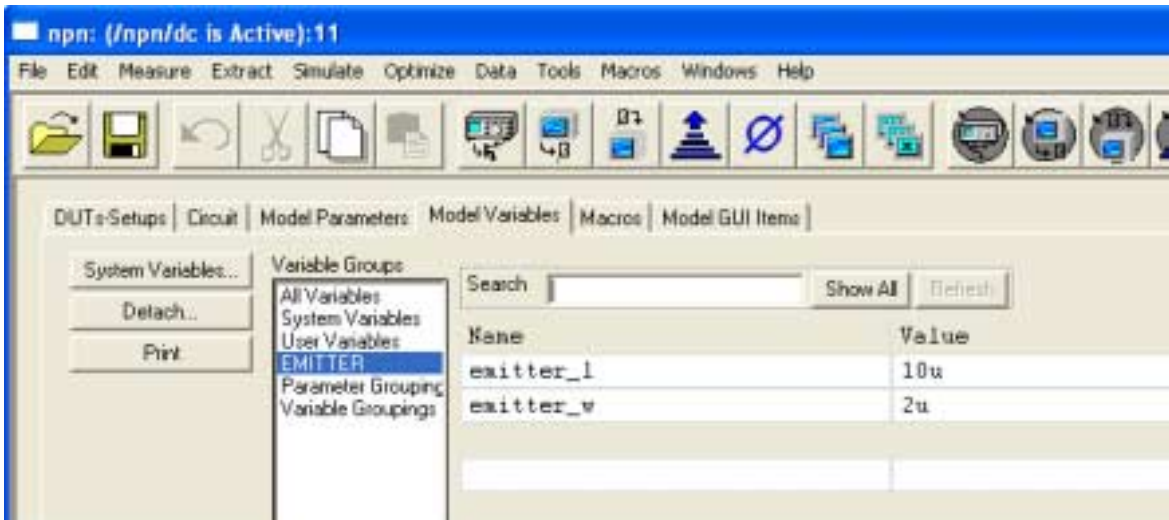 npn: (/npn/dc is Active):11
File Edit Measure Extract Simulate Optimize Data Tools Macros Windows Help
DUTs-Setups Circuit Model Parameters Model Variables Macros Model GUI Items
System Variables...
Detach...
Print
Variable Groups
All Variables
System Variables
User Variables
EMITTER
Parameter Grouping
Variable Groupings
Search Show All Refresh
Name Value
emitter_l 10u
emitter_w 2u